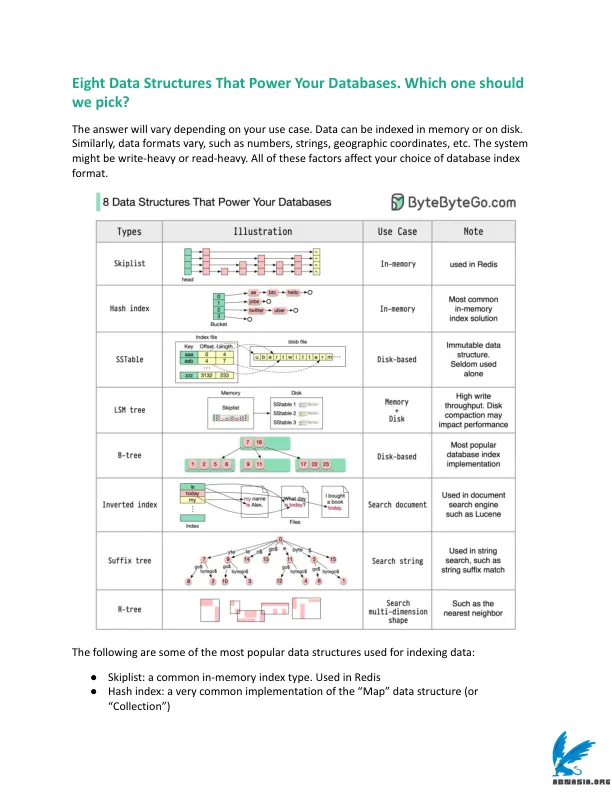 Eight Data Structures That Power Your Databases. Which one should
we pick?
The answer will vary depending on your use case. Data can be indexed in memory or on disk.
Similarly, data formats vary, such as numbers, strings, geographic coordinates, etc. The system
might be write-heavy or read-heavy. All of these factors affect your choice of database index
format.
8 Data Structures That Power Your Databases
ByteByteGo.com
Types Illustration Use Case Note
Skiplist
head
In-memory
used in Redis
Hash index
0
1
2
3
aa btc hello
jobs
twitter uber
Bucket
In-memory
Most common
in-memory
index solution
SSTable
Index file
Key Offset Length
aaa 0 4
aab 4 7
...
zzz 3132 233
blob file
u b e r t w i t t e r m ...
Disk-based
Immutable data
structure.
Seldom used
alone
LSM tree
Memory
Skiplist
Disk
SSTable 1
SSTable 2
SSTable 3
Memory
+
Disk
High write
throughput. Disk
compaction may
impact performance
B-tree
7 16
1 2 5 6 9 11 17 22 23
Disk-based
Most popular
database index
implementation
Inverted index
today
my
Index
my name
is Alex.
What day
is today?
I bought
a book
today.
Files
Search document
Used in document
search engine
such as Lucene
Suffix tree
0
yte go$ e byte $
7 9 14 13 11 5 15
go$ bytego$ go$ bytego$ go$ bytego$
8 2 10 3 12 4 6 1
Search string
Used in string
search, such as
string suffix match
R-tree
Search
multi-dimension
shape
Such as the
nearest neighbor
The following are some of the most popular data structures used for indexing data:
● Skiplist: a common in-memory index type. Used in Redis
● Hash index: a very common implementation of the “Map” data structure (or
“Collection”)
ABNASIA.ORG